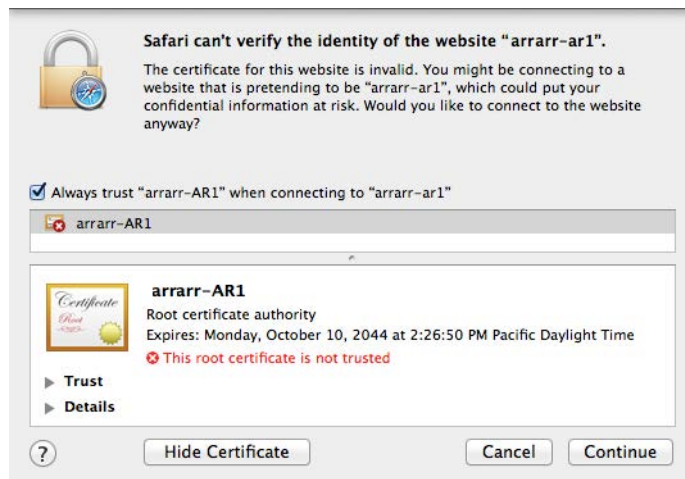 Safari can't verify the identity of the website “arrarr-ar1”.
The certificate for this website is invalid. You might be connecting to a
website that is pretending to be “arrarr-ar1”, which could put your
confidential information at risk. Would you like to connect to the website
anyway?
Always trust “arrarr-AR1” when connecting to “arrarr-ar1”
arrarr-AR1
Certificate
Root
arrarr-AR1
Root certificate authority
Expires: Monday, October 10, 2044 at 2:26:50 PM Pacific Daylight Time
This root certificate is not trusted
Trust
Details
?
Hide Certificate
Cancel
Continue